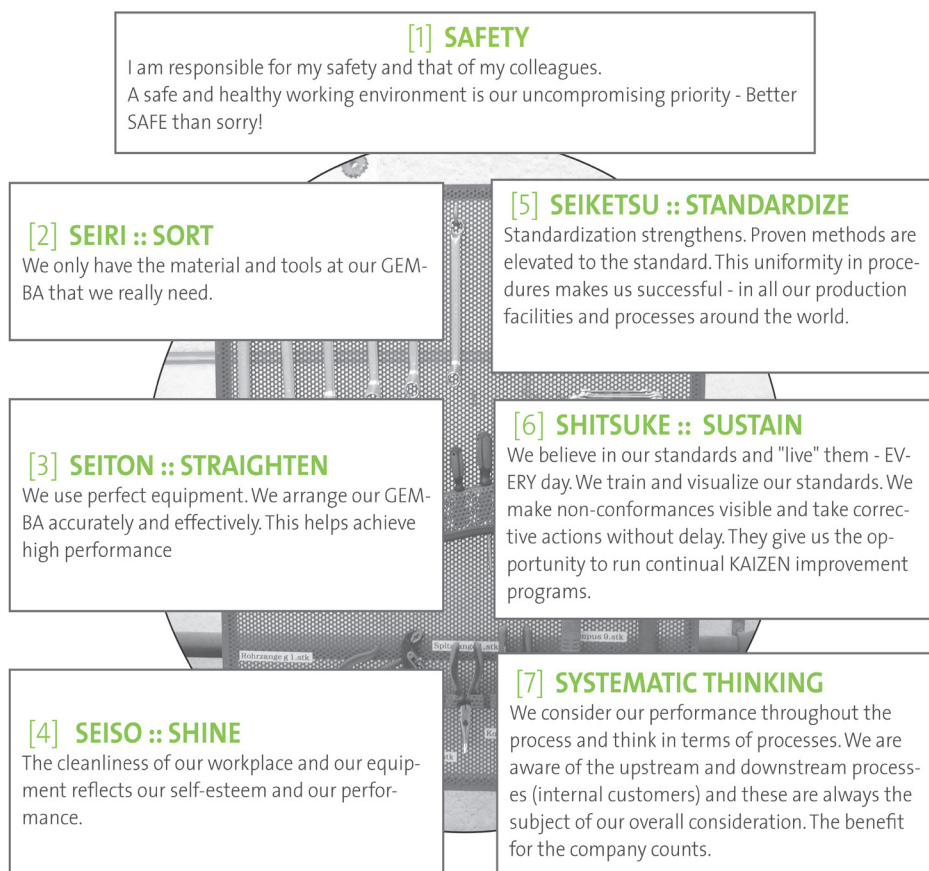 [1] SAFETY
I am responsible for my safety and that of my colleagues.
A safe and healthy working environment is our uncompromising priority - Better
SAFE than sorry!
[2] SEIRI :: SORT
We only have the material and tools at our GEM-
BA that we really need.
[3] SEITON :: STRAIGHTEN
We use perfect equipment. We arrange our GEM-
BA accurately and effectively. This helps achieve
high performance
[4] SEISO :: SHINE
The cleanliness of our workplace and our equip-
ment reflects our self-esteem and our perfor-
mance.
[5] SEIKETSU :: STANDARDIZE
Standardization strengthens. Proven methods are
elevated to the standard. This uniformity in proce-
dures makes us successful - in all our production
facilities and processes around the world.
[6] SHITSUKE :: SUSTAIN
We believe in our standards and "live" them - EV-
ERY day. We train and visualize our standards. We
make non-conformances visible and take correc-
tive actions without delay. They give us the op-
portunity to run continual KAIZEN improvement
programs.
[7] SYSTEMATIC THINKING
We consider our performance throughout the
process and think in terms of processes. We are
aware of the upstream and downstream process-
es (internal customers) and these are always the
subject of our overall consideration. The benefit
for the company counts.
Rohrzange g 1.stk